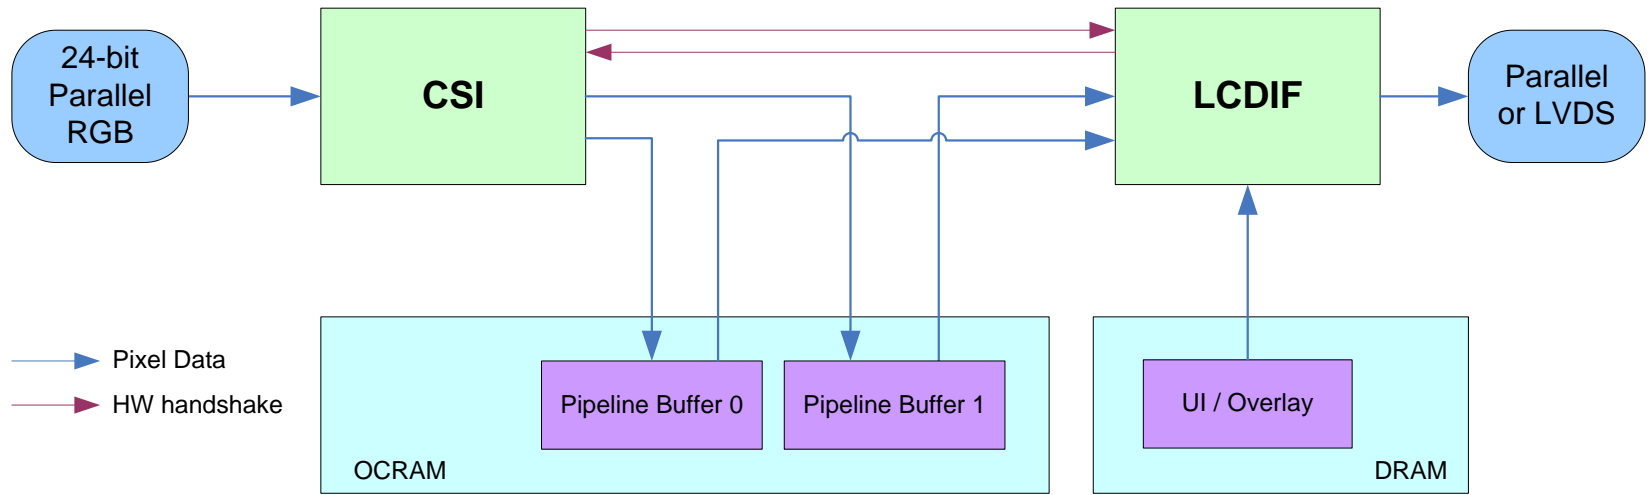 24-bit
Parallel
RGB
CSI
LCDIF
Parallel
or LVDS
Pixel Data
HW handshake
Pipeline Buffer 0
Pipeline Buffer 1
OCRAM
UI / Overlay
DRAM